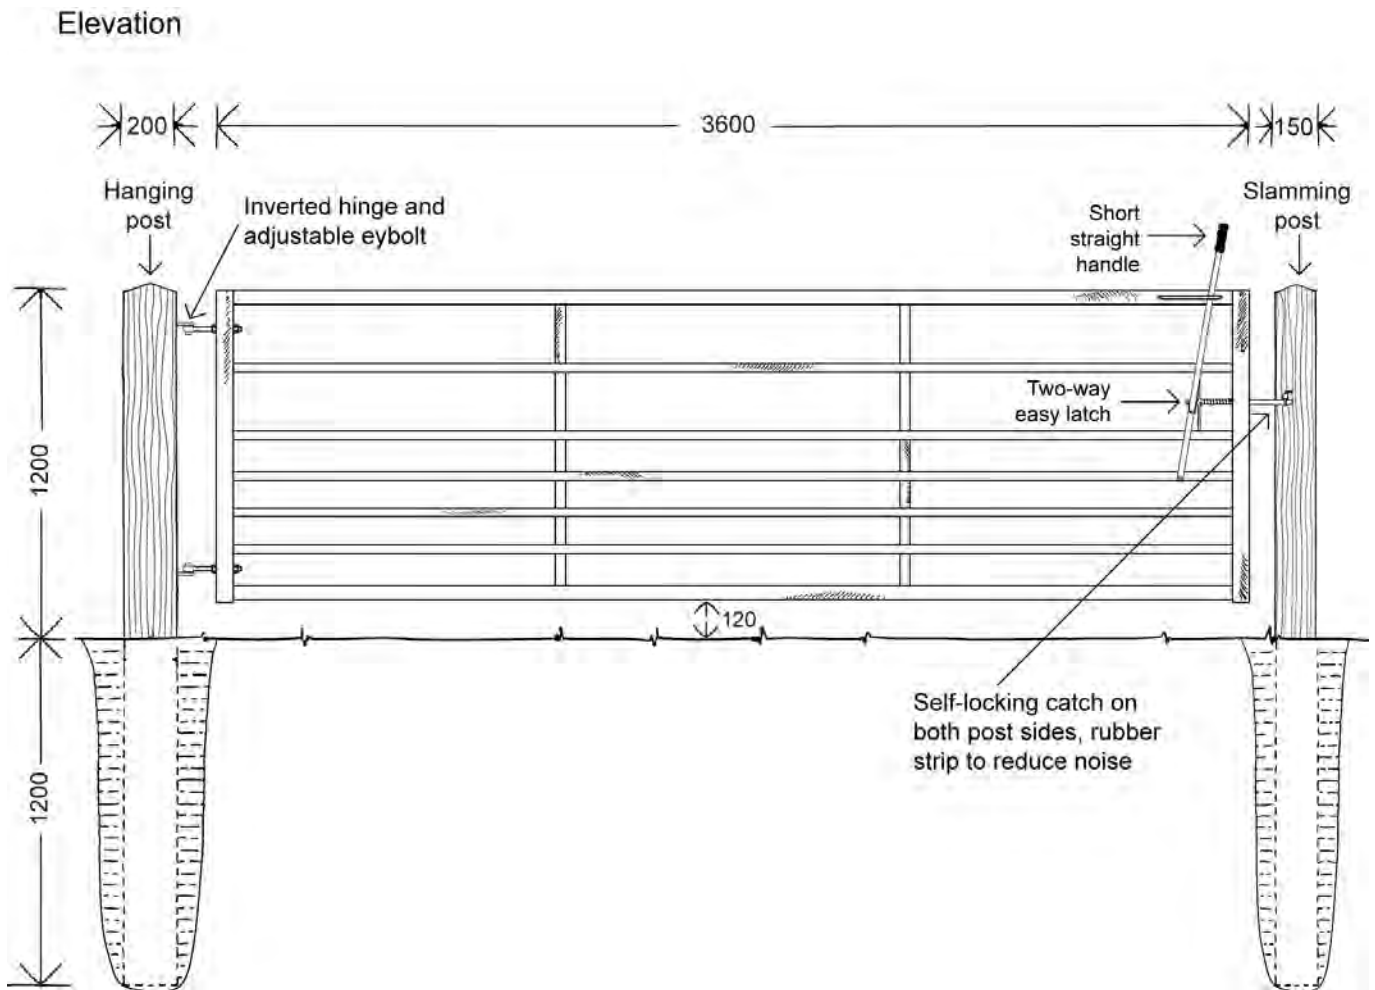 Elevation
200
3600
150
Hanging
post
Inverted hinge and
adjustable eybolt
Short
straight
handle
Slamming
post
1200
Two-way
easy latch
120
Self-locking catch on
both post sides, rubber
strip to reduce noise
1200